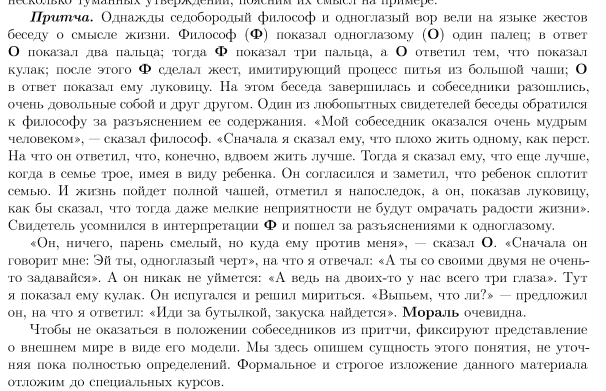 несколько туманных утверждений, поясним их смысл на примере.
Притча. Однажды седобородый философ и одноглазый вор вели на языке жестов
беседу о смысле жизни. Философ (Ф) показал одноглазому (О) один палец; в ответ
О показал два пальца; тогда Ф показал три пальца, а О ответил тем, что показал
кулак; после этого Ф сделал жест, имитирующий процесс питья из большой чаши; О
в ответ показал ему луковицу. На этом беседа завершилась и собеседники разошлись,
очень довольные собой и друг другом. Один из любопытных свидетелей беседы обратился
к философу за разъяснением ее содержания. «Мой собеседник оказался очень мудрым
человеком», — сказал философ. «Сначала я сказал ему, что плохо жить одному, как перст.
На что он ответил, что, конечно, вдвоем жить лучше. Тогда я сказал ему, что еще лучше,
когда в семье трое, имея в виду ребенка. Он согласился и заметил, что ребенок сплотит
семью. И жизнь пойдет полной чашей, отметил я напоследок, а он, показав луковицу,
как бы сказал, что тогда даже мелкие неприятности не будут омрачать радости жизни».
Свидетель усомнился в интерпретации Ф и пошел за разъяснениями к одноглазому.
«Он, ничего, парень смелый, но куда ему против меня», — сказал О. «Сначала он
говорит мне: Эй ты, одноглазый черт», на что я отвечал: «А ты со своими двумя не очень-
то задавайся». А он никак не уймется: «А ведь на двоих-то у нас всего три глаза». Тут
я показал ему кулак. Он испугался и решил мириться. «Выпьем, что ли?» — предложил
он, на что я ответил: «Иди за бутылкой, закуска найдется». Мораль очевидна.
Чтобы не оказаться в положении собеседников из притчи, фиксируют представление
о внешнем мире в виде его модели. Мы здесь опишем сущность этого понятия, не уточ-
няя пока полностью определений. Формальное и строгое изложение данного материала
отложим до специальных курсов.